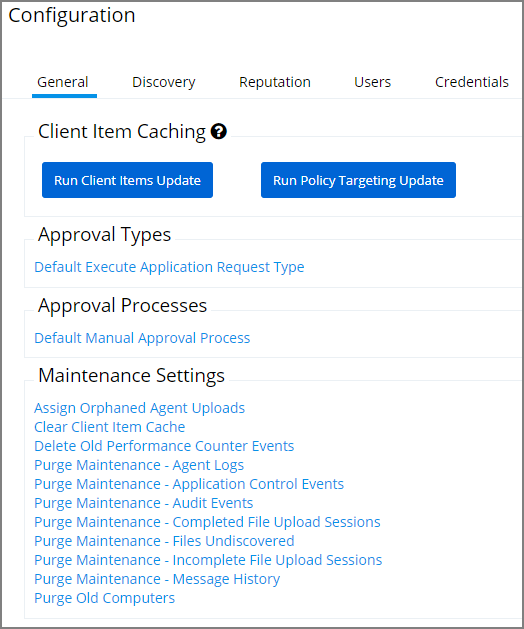 Configuration
General Discovery Reputation Users Credentials
Client Item Caching ?
Run Client Items Update Run Policy Targeting Update
Approval Types
Default Execute Application Request Type
Approval Processes
Default Manual Approval Process
Maintenance Settings
Assign Orphaned Agent Uploads
Clear Client Item Cache
Delete Old Performance Counter Events
Purge Maintenance - Agent Logs
Purge Maintenance - Application Control Events
Purge Maintenance - Audit Events
Purge Maintenance - Completed File Upload Sessions
Purge Maintenance - Files Undiscovered
Purge Maintenance - Incomplete File Upload Sessions
Purge Maintenance - Message History
Purge Old Computers